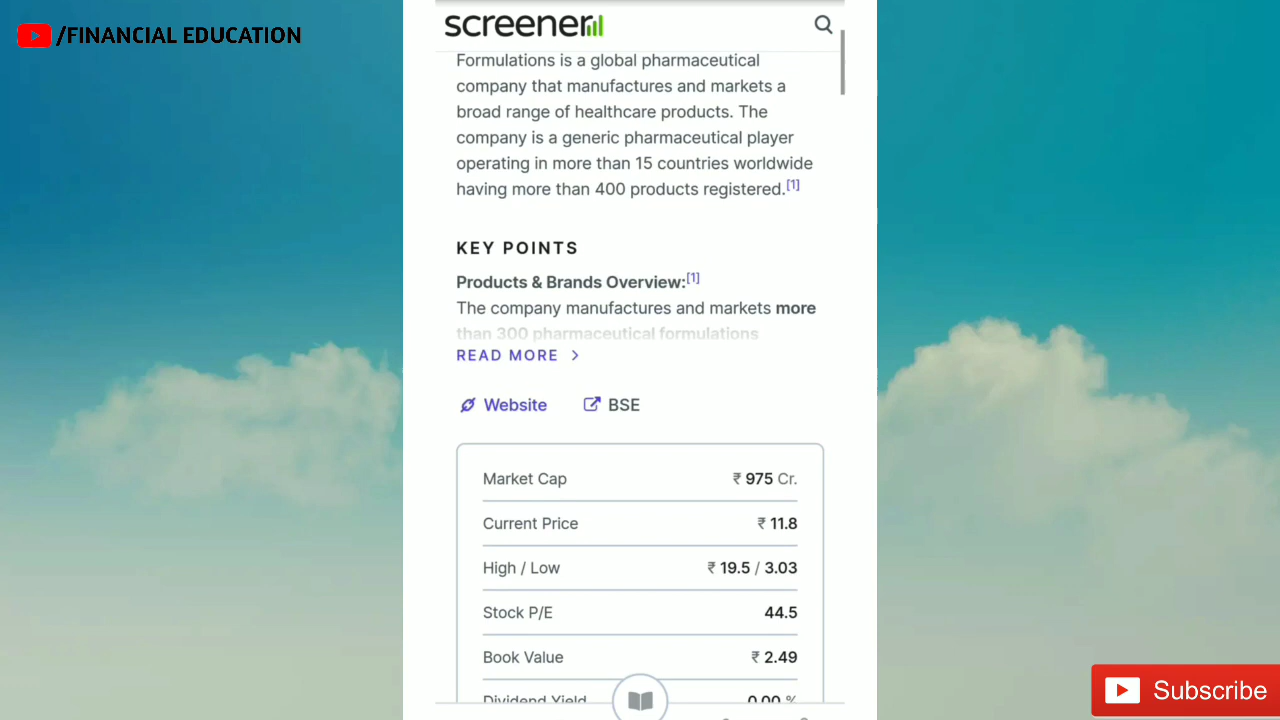 /FINANCIAL EDUCATION
screener
Formulations is a global pharmaceutical
company that manufactures and markets a
broad range of healthcare products. The
company is a generic pharmaceutical player
operating in more than 15 countries worldwide
having more than 400 products registered.[1]
KEY POINTS
Products & Brands Overview:[1]
The company manufactures and markets more
than 300 pharmaceutical formulations
READ MORE >
Website BSE
Market Cap ₹ 975 Cr.
Current Price ₹ 11.8
High / Low ₹ 19.5 / 3.03
Stock P/E 44.5
Book Value ₹ 2.49
Dividend Yield 0.00 %
Subscribe